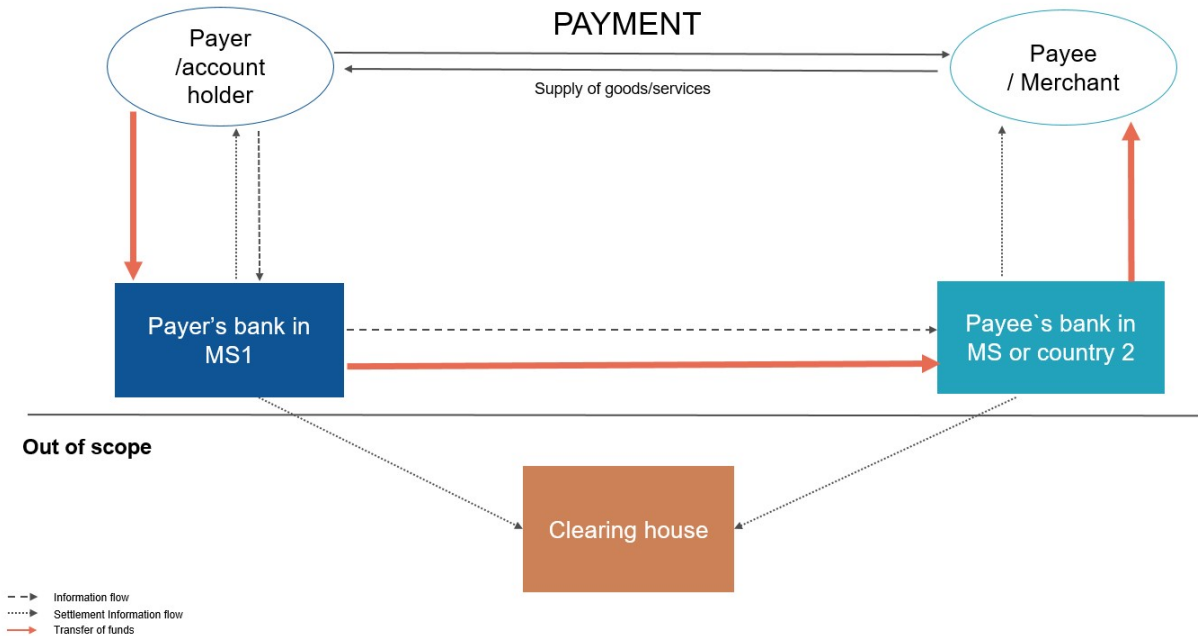 PAYMENT
Payer
/account
holder
Payee
/ Merchant
Supply of goods/services
Payer’s bank in
MS1
Payee`s bank in
MS or country 2
Out of scope
Clearing house
Information flow
Settlement Information flow
Transfer of funds